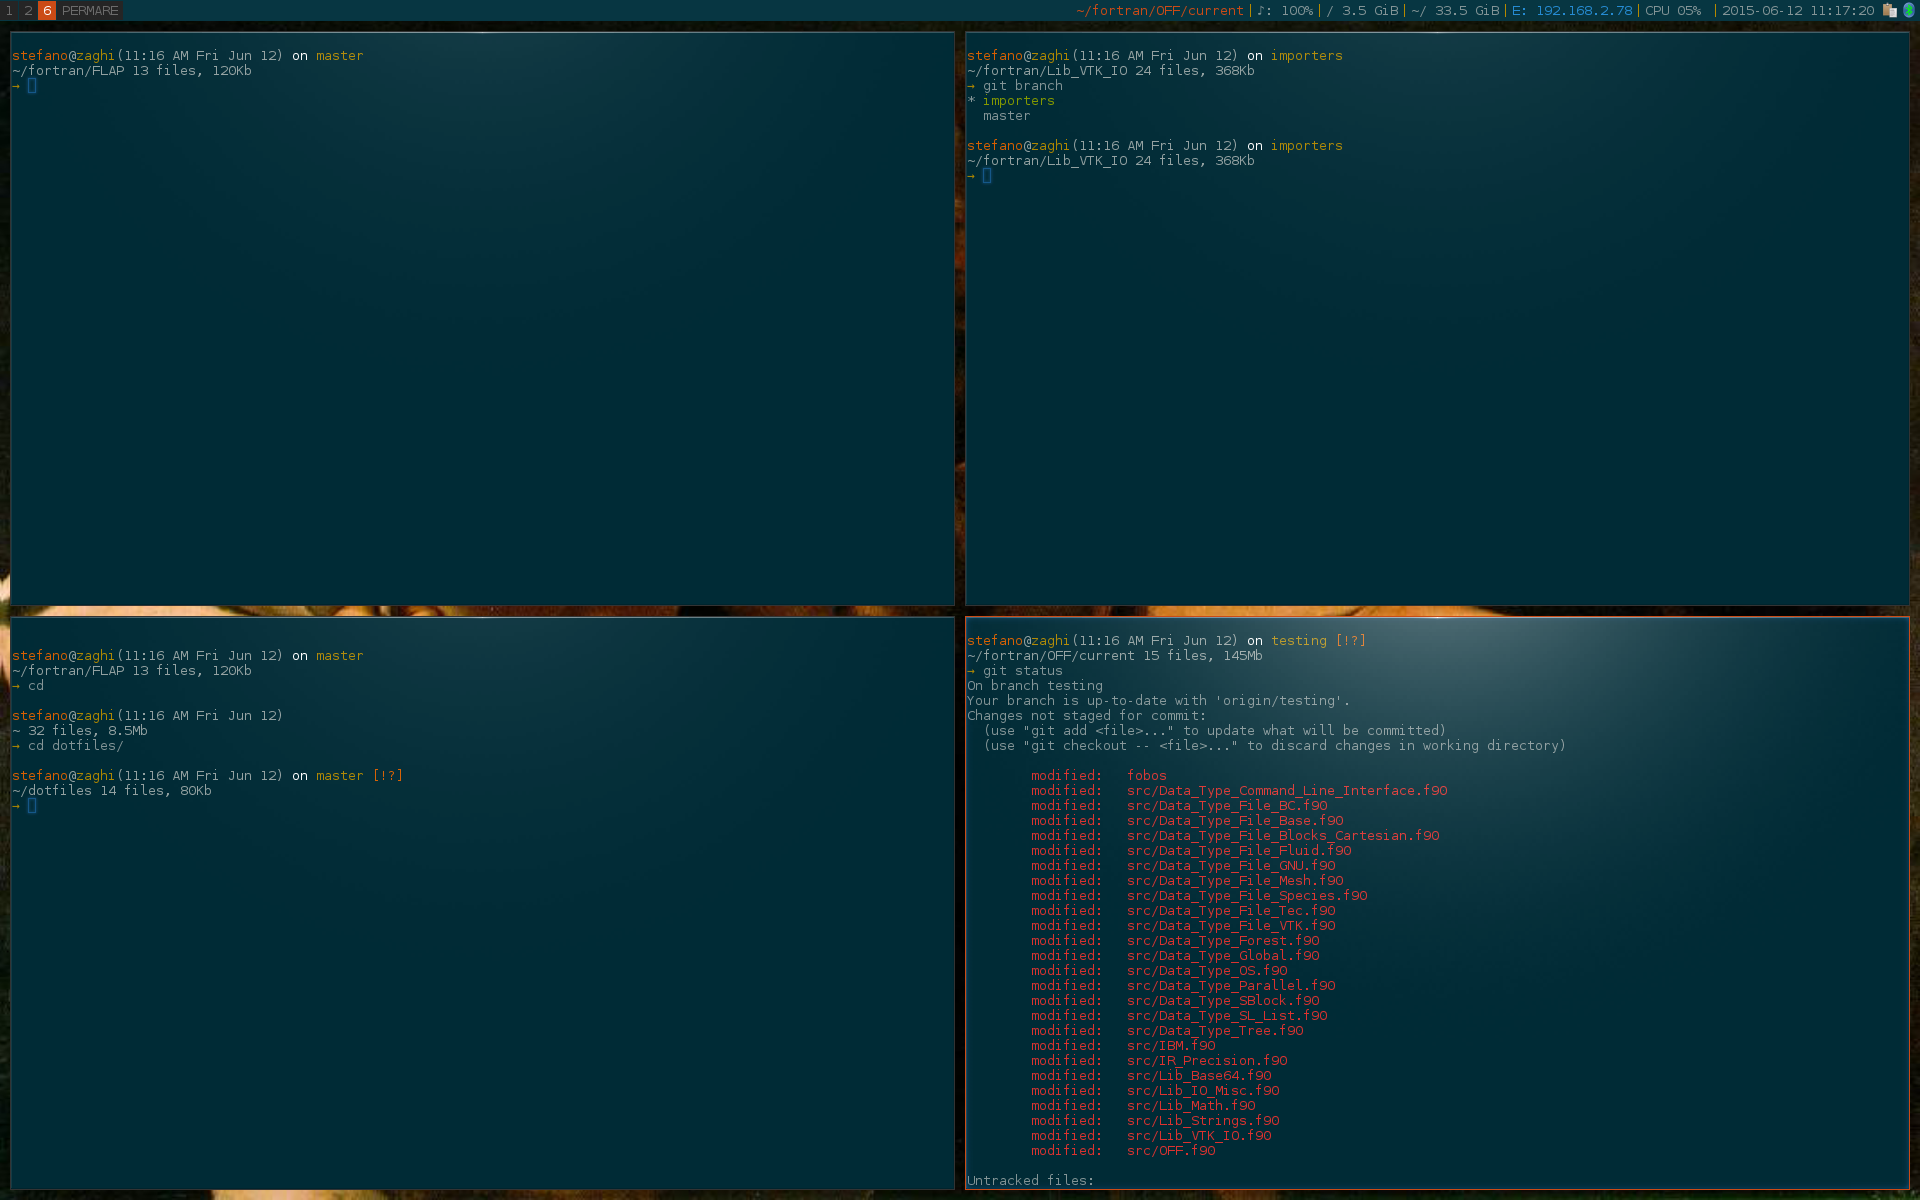 1 2 6 PERMARE ~/fortran/OFF/current|♪: 100%|/ 3.5 GiB|~/ 33.5 GiB|E: 192.168.2.78|CPU 05% |2015-06-12 11:17:20
stefano@zaghi(11:16 AM Fri Jun 12) on master
~/fortran/FLAP 13 files, 120Kb
→
stefano@zaghi(11:16 AM Fri Jun 12) on importers
~/fortran/Lib_VTK_IO 24 files, 368Kb
→ git branch
* importers
master
stefano@zaghi(11:16 AM Fri Jun 12) on importers
~/fortran/Lib_VTK_IO 24 files, 368Kb
→
stefano@zaghi(11:16 AM Fri Jun 12) on master
~/fortran/FLAP 13 files, 120Kb
→ cd
stefano@zaghi(11:16 AM Fri Jun 12)
~ 32 files, 8.5Mb
→ cd dotfiles/
stefano@zaghi(11:16 AM Fri Jun 12) on master [!?]
~/dotfiles 14 files, 80Kb
→
stefano@zaghi(11:16 AM Fri Jun 12) on testing [!?]
~/fortran/OFF/current 15 files, 145Mb
→ git status
On branch testing
Your branch is up-to-date with 'origin/testing'.
Changes not staged for commit:
(use "git add <file>..." to update what will be committed)
(use "git checkout -- <file>..." to discard changes in working directory)
modified: fobos
modified: src/Data_Type_Command_Line_Interface.f90
modified: src/Data_Type_File_BC.f90
modified: src/Data_Type_File_Base.f90
modified: src/Data_Type_File_Blocks_Cartesian.f90
modified: src/Data_Type_File_Fluid.f90
modified: src/Data_Type_File_GNU.f90
modified: src/Data_Type_File_Mesh.f90
modified: src/Data_Type_File_Species.f90
modified: src/Data_Type_File_Tec.f90
modified: src/Data_Type_File_VTK.f90
modified: src/Data_Type_Forest.f90
modified: src/Data_Type_Global.f90
modified: src/Data_Type_OS.f90
modified: src/Data_Type_Parallel.f90
modified: src/Data_Type_SBlock.f90
modified: src/Data_Type_SL_List.f90
modified: src/Data_Type_Tree.f90
modified: src/IBM.f90
modified: src/IR_Precision.f90
modified: src/Lib_Base64.f90
modified: src/Lib_IO_Misc.f90
modified: src/Lib_Math.f90
modified: src/Lib_Strings.f90
modified: src/Lib_VTK_IO.f90
modified: src/OFF.f90
Untracked files: